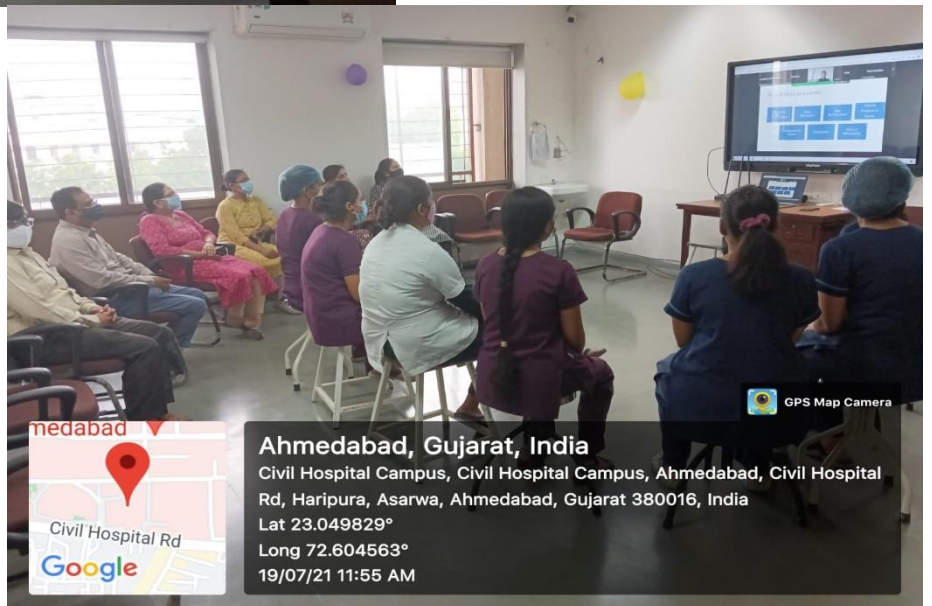 GPS Map Camera
medabad
Civil Hospital Rd
Google
Ahmedabad, Gujarat, India
Civil Hospital Campus, Civil Hospital Campus, Ahmedabad, Civil Hospital
Rd, Haripura, Asarwa, Ahmedabad, Gujarat 380016, India
Lat 23.049829°
Long 72.604563°
19/07/21 11:55 AM